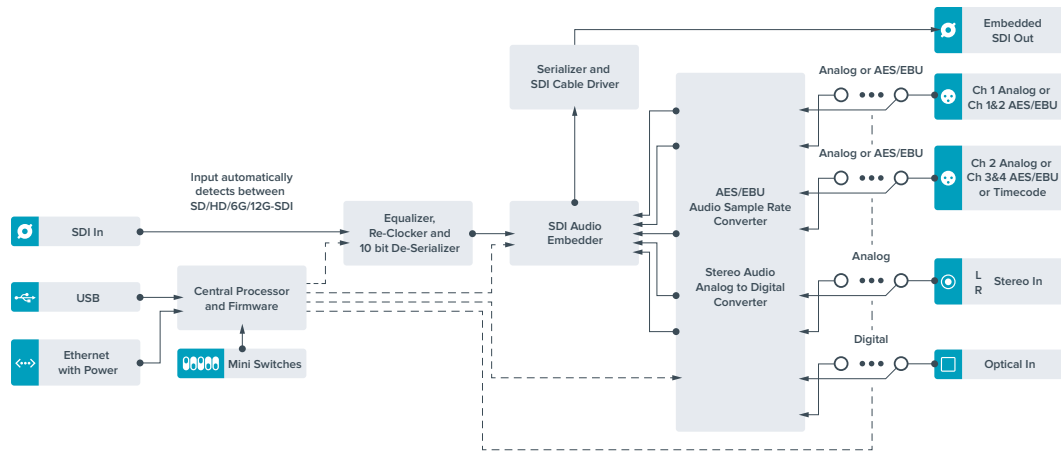 Embedded
SDI Out
Serializer and
SDI Cable Driver
Analog or AES/EBU
Ch 1 Analog or
Ch 1&2 AES/EBU
Analog or AES/EBU
Ch 2 Analog or
Ch 3&4 AES/EBU
or Timecode
Input automatically
detects between
SD/HD/6G/12G-SDI
AES/EBU
Audio Sample Rate
Converter
SDI In
Equalizer,
Re-Clocker and
10 bit De-Serializer
SDI Audio
Embedder
Analog
Stereo Audio
Analog to Digital
Converter
L
R
Stereo In
USB
Central Processor
and Firmware
Digital
Ethernet
with Power
Mini Switches
Optical In